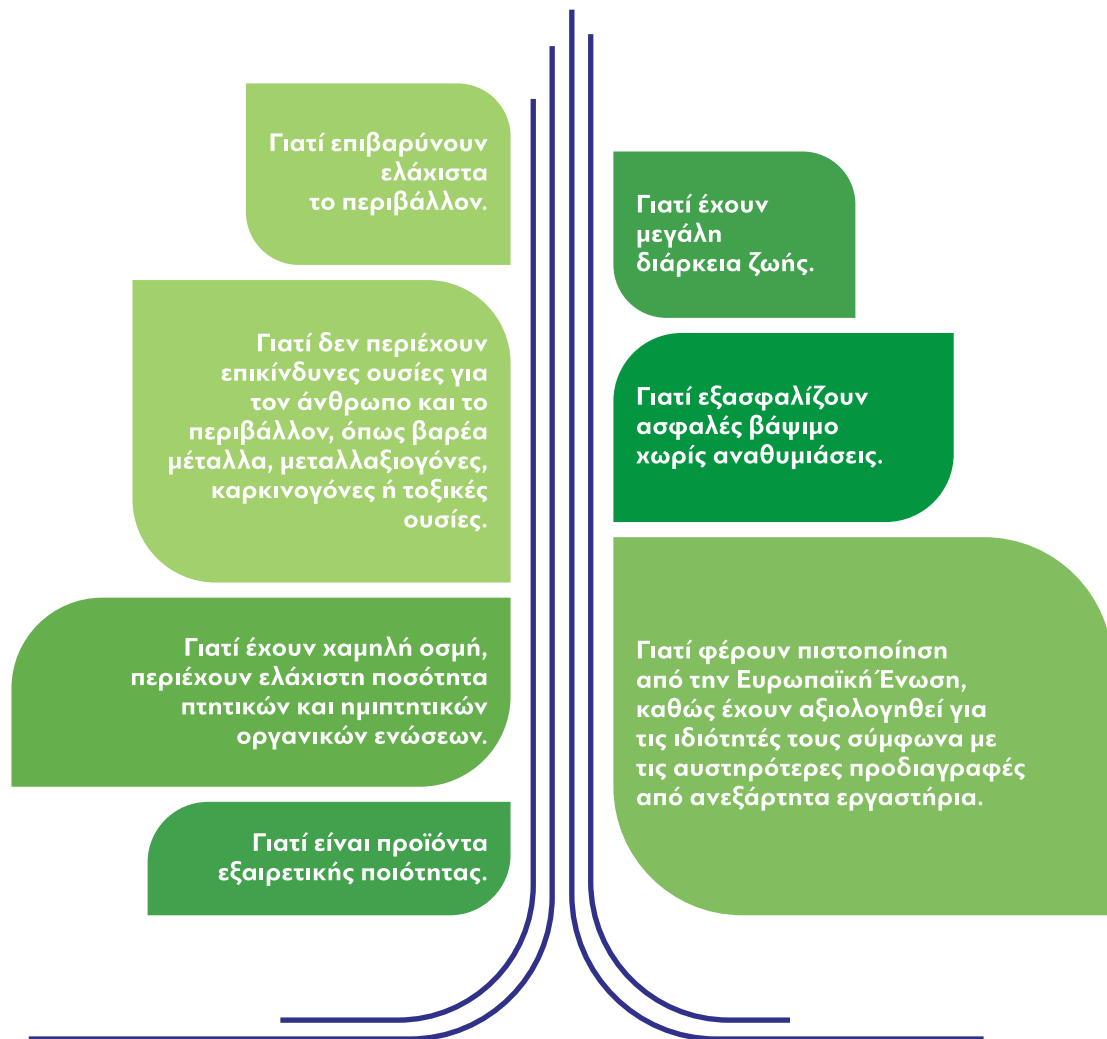 Γιατί επιβαρύνουν
ελάχιστα
το περιβάλλον.
Γιατί δεν περιέχουν
επικίνδυνες ουσίες για
τον άνθρωπο και το
περιβάλλον, όπως βαρέα
μέταλλα, μεταλλαξιογόνες,
καρκινογόνες ή τοξικές
ουσίες.
Γιατί έχουν χαμηλή οσμή,
περιέχουν ελάχιστη ποσότητα
πτητικών και ημιπτητικών
οργανικών ενώσεων.
Γιατί είναι προϊόντα
εξαιρετικής ποιότητας.
Γιατί έχουν
μεγάλη
διάρκεια ζωής.
Γιατί εξασφαλίζουν
ασφαλές βάψιμο
χωρίς αναθυμιάσεις.
Γιατί φέρουν πιστοποίηση
από την Ευρωπαϊκή Ένωση,
καθώς έχουν αξιολογηθεί για
τις ιδιότητές τους σύμφωνα με
τις αυστηρότερες προδιαγραφές
από ανεξάρτητα εργαστήρια.